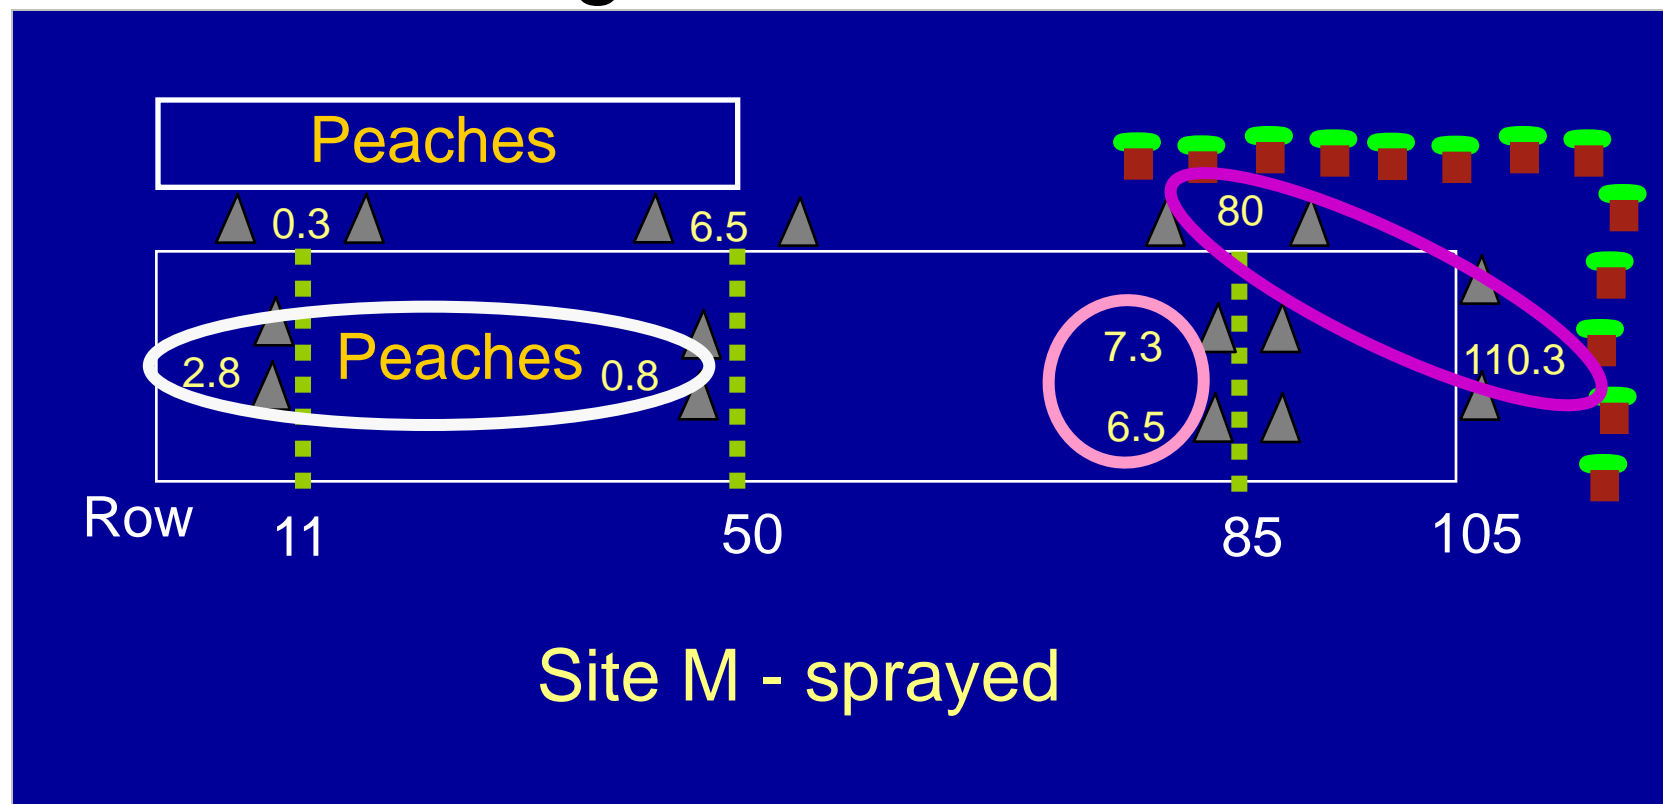 Peaches
0.3 6.5 80
2.8 Peaches 0.8 7.3 110.3
6.5
Row 11 50 85 105
Site M - sprayed